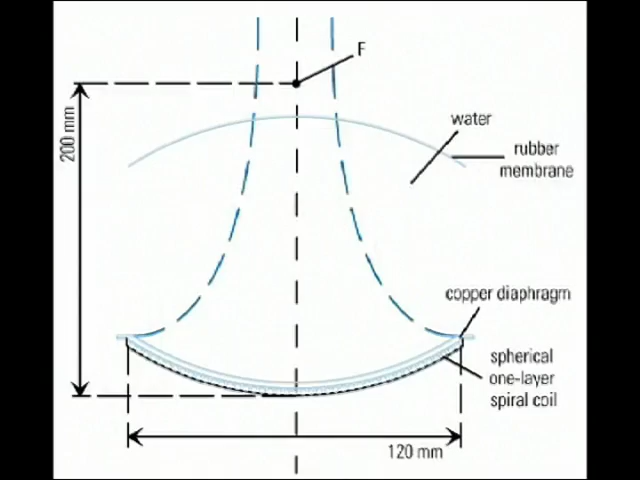 F
200 mm
water
rubber
membrane
copper diaphragm
spherical
one-layer
spiral coil
120 mm